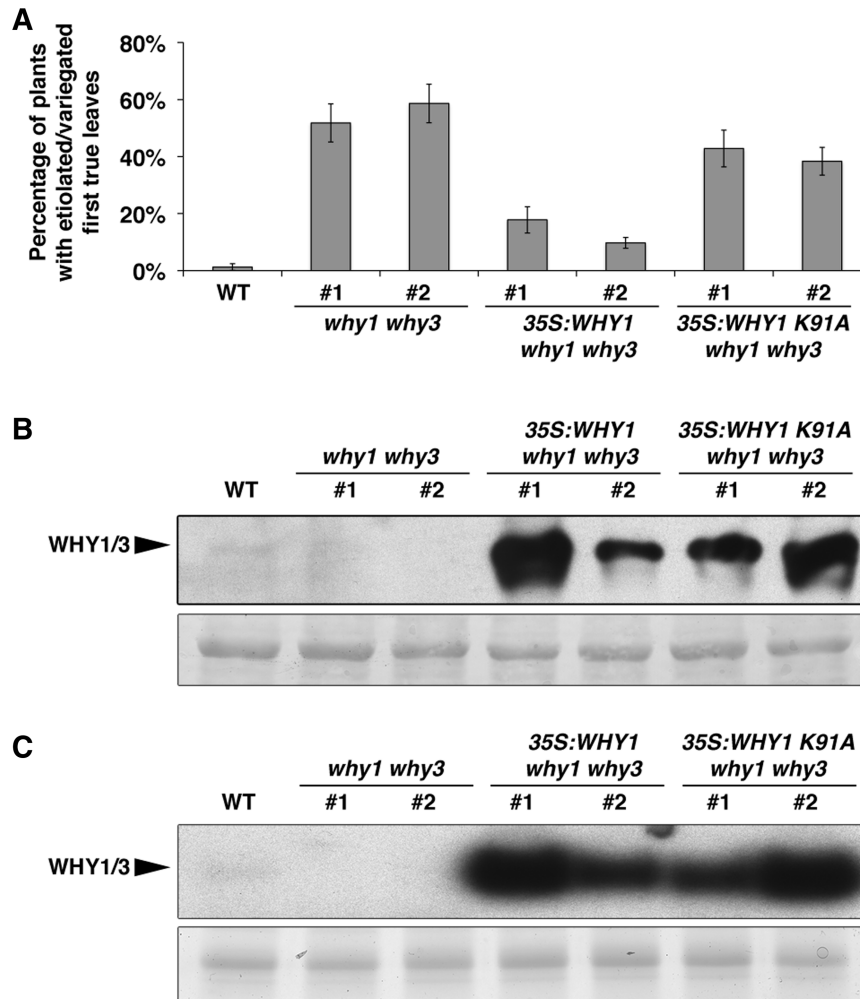 A
Percentage of plants
with etiolated/variegated
first true leaves
80%
60%
40%
20%
0%
WT
#1
#2
#1
#2
#1
#2
why1 why3
35S:WHY1
why1 why3
35S:WHY1 K91A
why1 why3
B
35S:WHY1
why1 why3
35S:WHY1 K91A
why1 why3
why1 why3
WT
#1
#2
#1
#2
#1
#2
WHY1/3
C
35S:WHY1
why1 why3
35S:WHY1 K91A
why1 why3
why1 why3
WT
#1
#2
#1
#2
#1
#2
WHY1/3